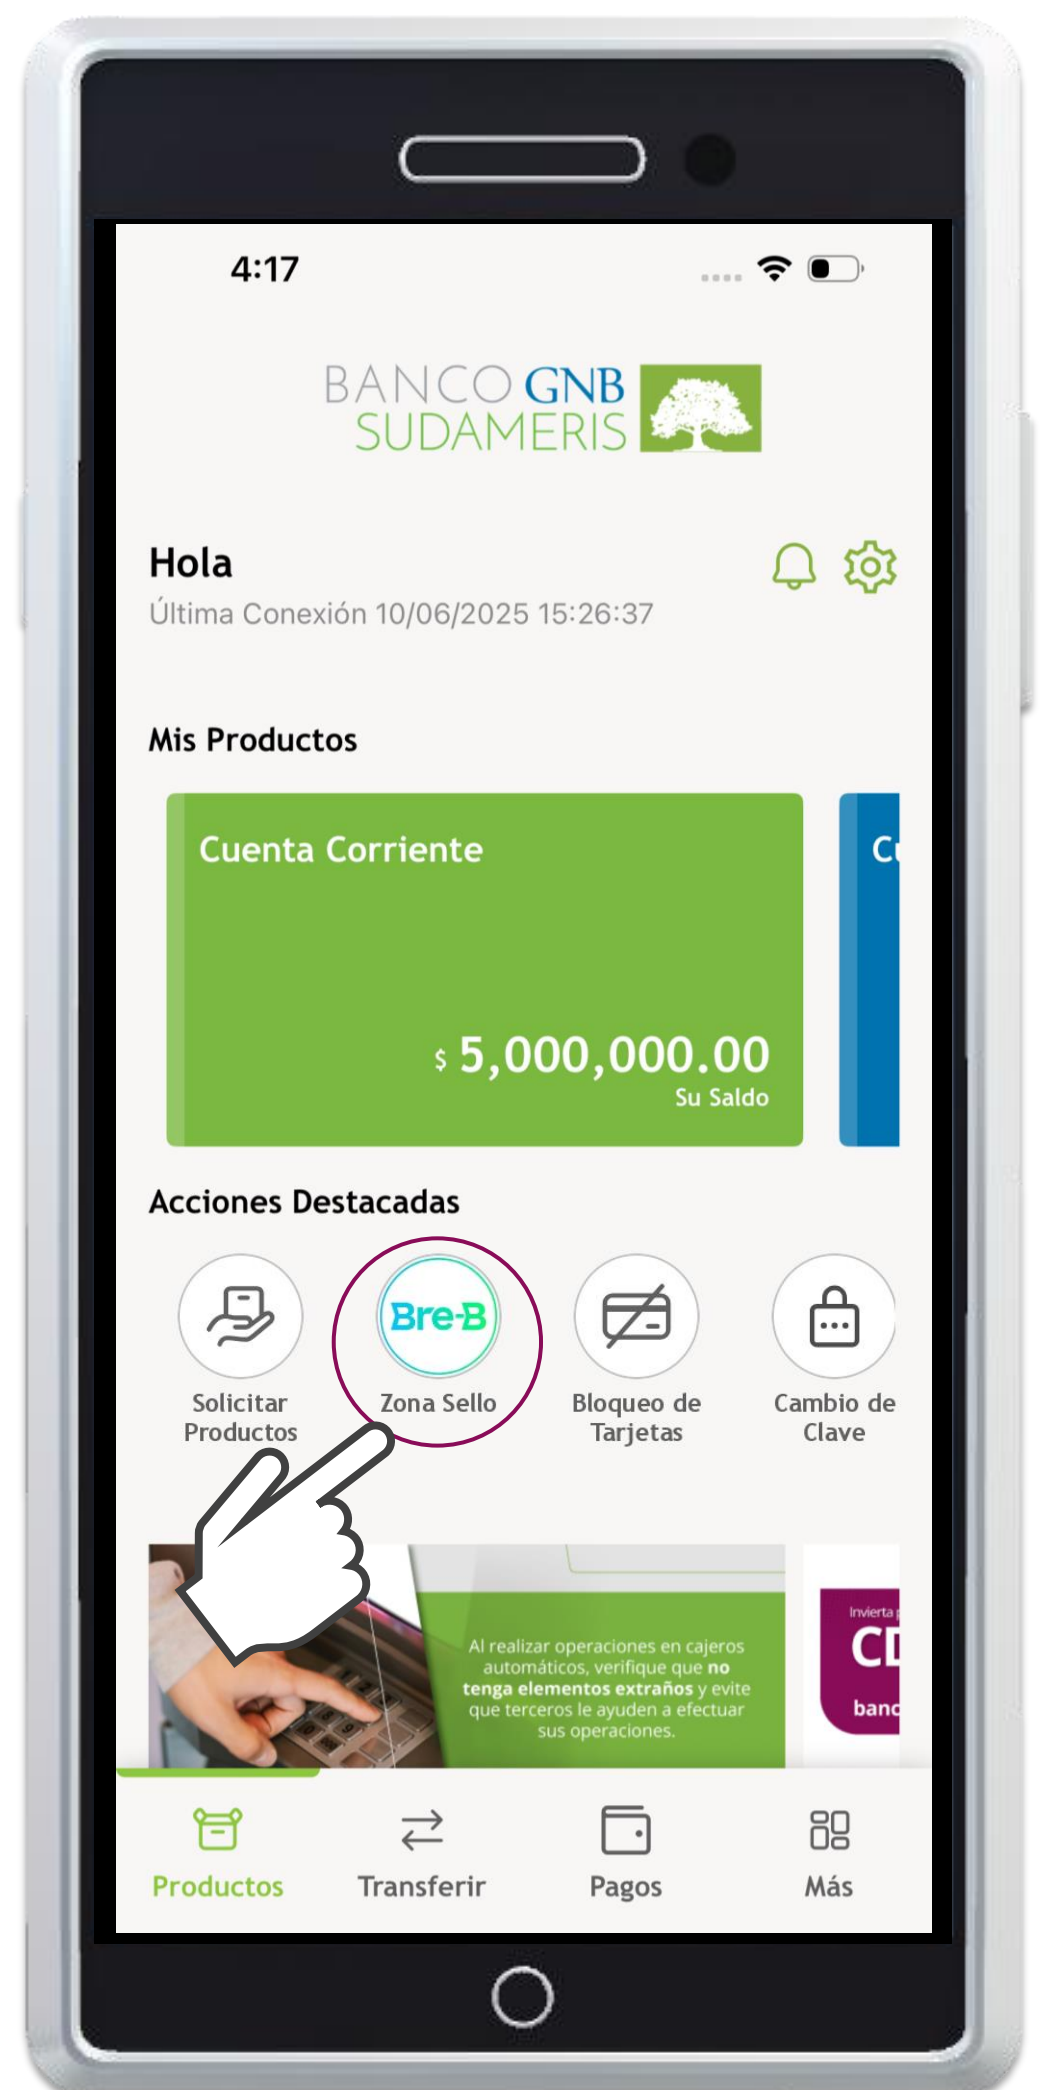 4:17
BANCO GNB
SUDAMERIS
Hola
Última Conexión 10/06/2025 15:26:37
Mis Productos
Cuenta Corriente
$ 5,000,000.00
Su Saldo
Acciones Destacadas
Bre-B
Solicitar
Productos
Zona Sello
Bloqueo de
Tarjetas
Cambio de
Clave
Al realizar operaciones en cajeros
automáticos, verifique que no
tenga elementos extraños y evite
que terceros le ayuden a efectuar
sus operaciones.
Invierta
Productos
Transferir
Pagos
Más